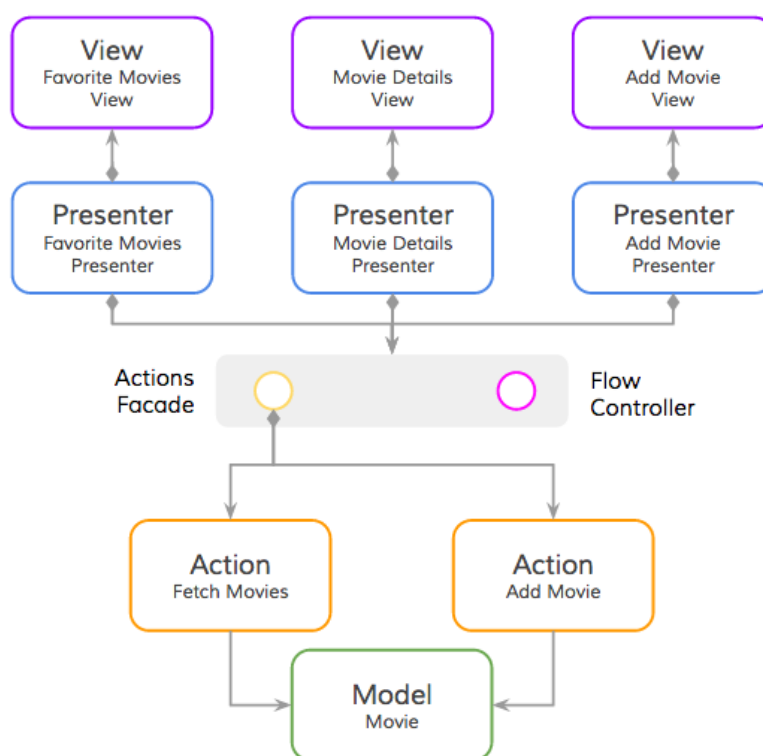 View
Favorite Movies
View
View
Movie Details
View
View
Add Movie
View
Presenter
Favorite Movies
Presenter
Presenter
Movie Details
Presenter
Presenter
Add Movie
Presenter
Actions
Facade
Flow
Controller
Action
Fetch Movies
Action
Add Movie
Model
Movie